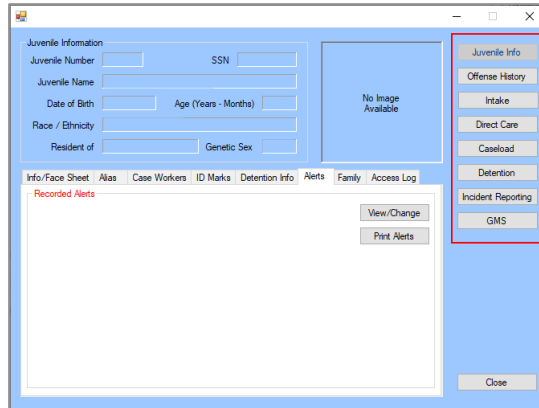 Juvenile Information
Juvenile Number SSN
Juvenile Name
Date of Birth Age (Years - Months)
Race / Ethnicity
Resident of Genetic Sex
No Image
Available
Info/Face Sheet Alias Case Workers ID Marks Detention Info Alerts Family Access Log
Recorded Alerts
View/Change
Print Alerts
Juvenile Info
Offense History
Intake
Direct Care
Caseload
Detention
Incident Reporting
GMS
Close